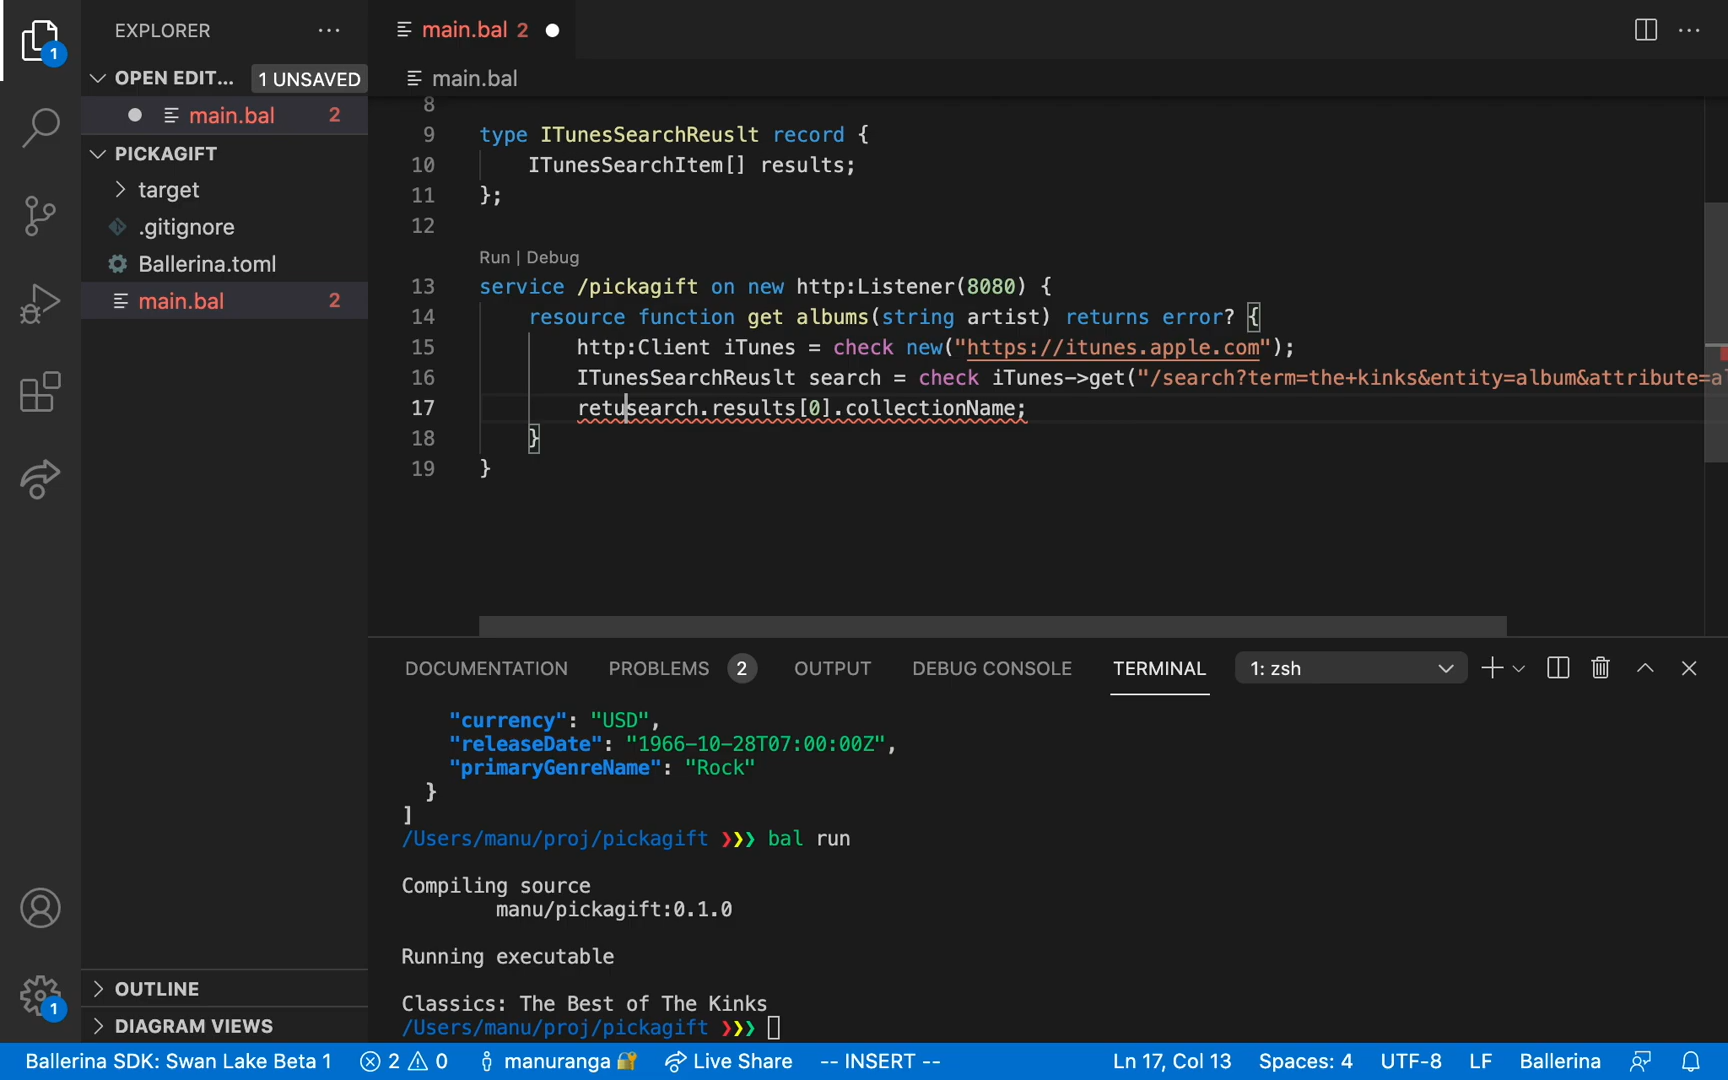 EXPLORER
OPEN EDIT... 1 UNSAVED
main.bal 2
PICKAGIFT
target
.gitignore
Ballerina.toml
main.bal 2
OUTLINE
DIAGRAM VIEWS
main.bal 2
main.bal
8
9 type ITunesSearchReuslt record {
10 ITunesSearchItem[] results;
11 };
12
Run | Debug
13 service /pickagift on new http:Listener(8080) {
14 resource function get albums(string artist) returns error? {
15 http:Client iTunes = check new("https://itunes.apple.com");
16 ITunesSearchReuslt search = check iTunes->get("/search?term=the+kinks&entity=album&attribute=al
17 retusearch.results[0].collectionName;
18 }
19 }
DOCUMENTATION PROBLEMS 2 OUTPUT DEBUG CONSOLE TERMINAL 1: zsh
"currency": "USD",
"releaseDate": "1966-10-28T07:00:00Z",
"primaryGenreName": "Rock"
}
]
/Users/manu/proj/pickagift ❯❯❯ bal run
Compiling source
manu/pickagift:0.1.0
Running executable
Classics: The Best of The Kinks
/Users/manu/proj/pickagift ❯❯❯
1
1
Ballerina SDK: Swan Lake Beta 1 2 0 manuranga Live Share -- INSERT -- Ln 17, Col 13 Spaces: 4 UTF-8 LF Ballerina